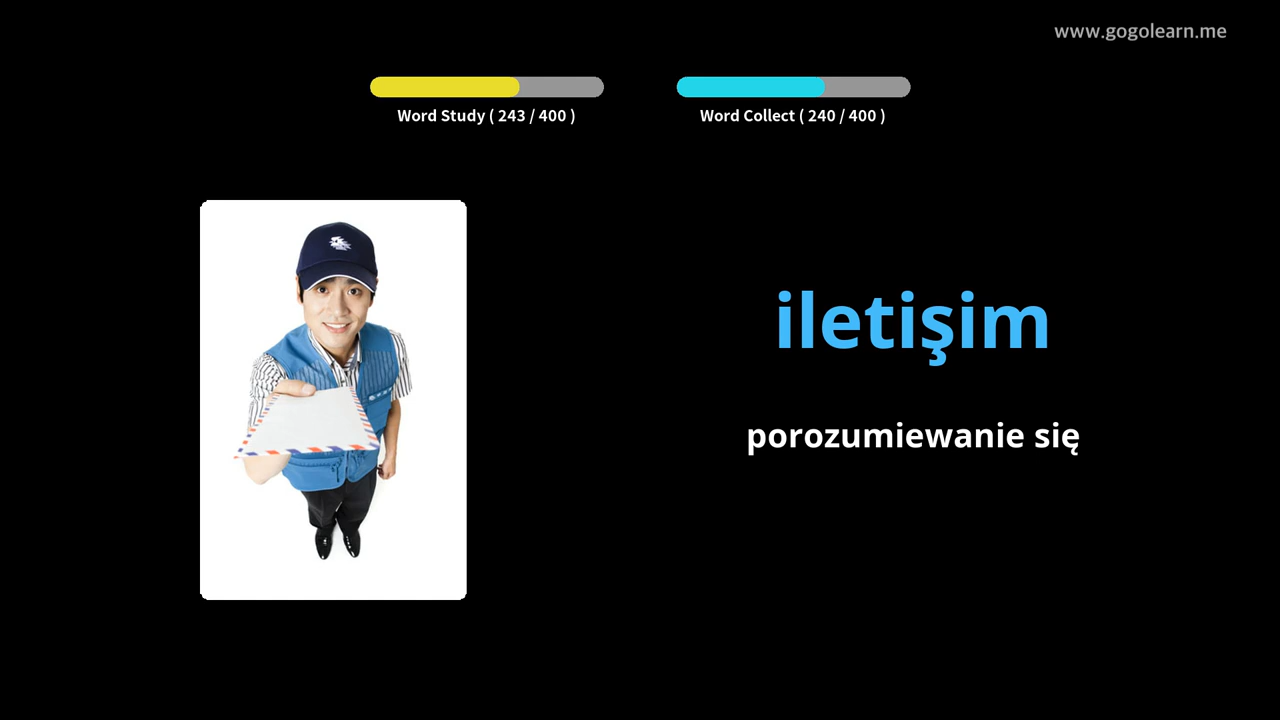 www.gogolearn.me
Word Study ( 243 / 400 )
Word Collect ( 240 / 400 )
iletişim
porozumiewanie się